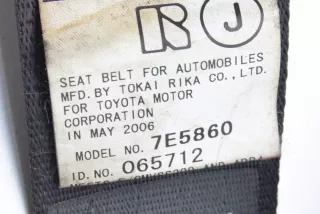 R J
SEAT BELT FOR AUTOMOBILES
MFD. BY TOKAI RIKA CO., LTD.
FOR TOYOTA MOTOR
CORPORATION
IN MAY 2006
MODEL NO. 7E5860
ID. NO. 065712